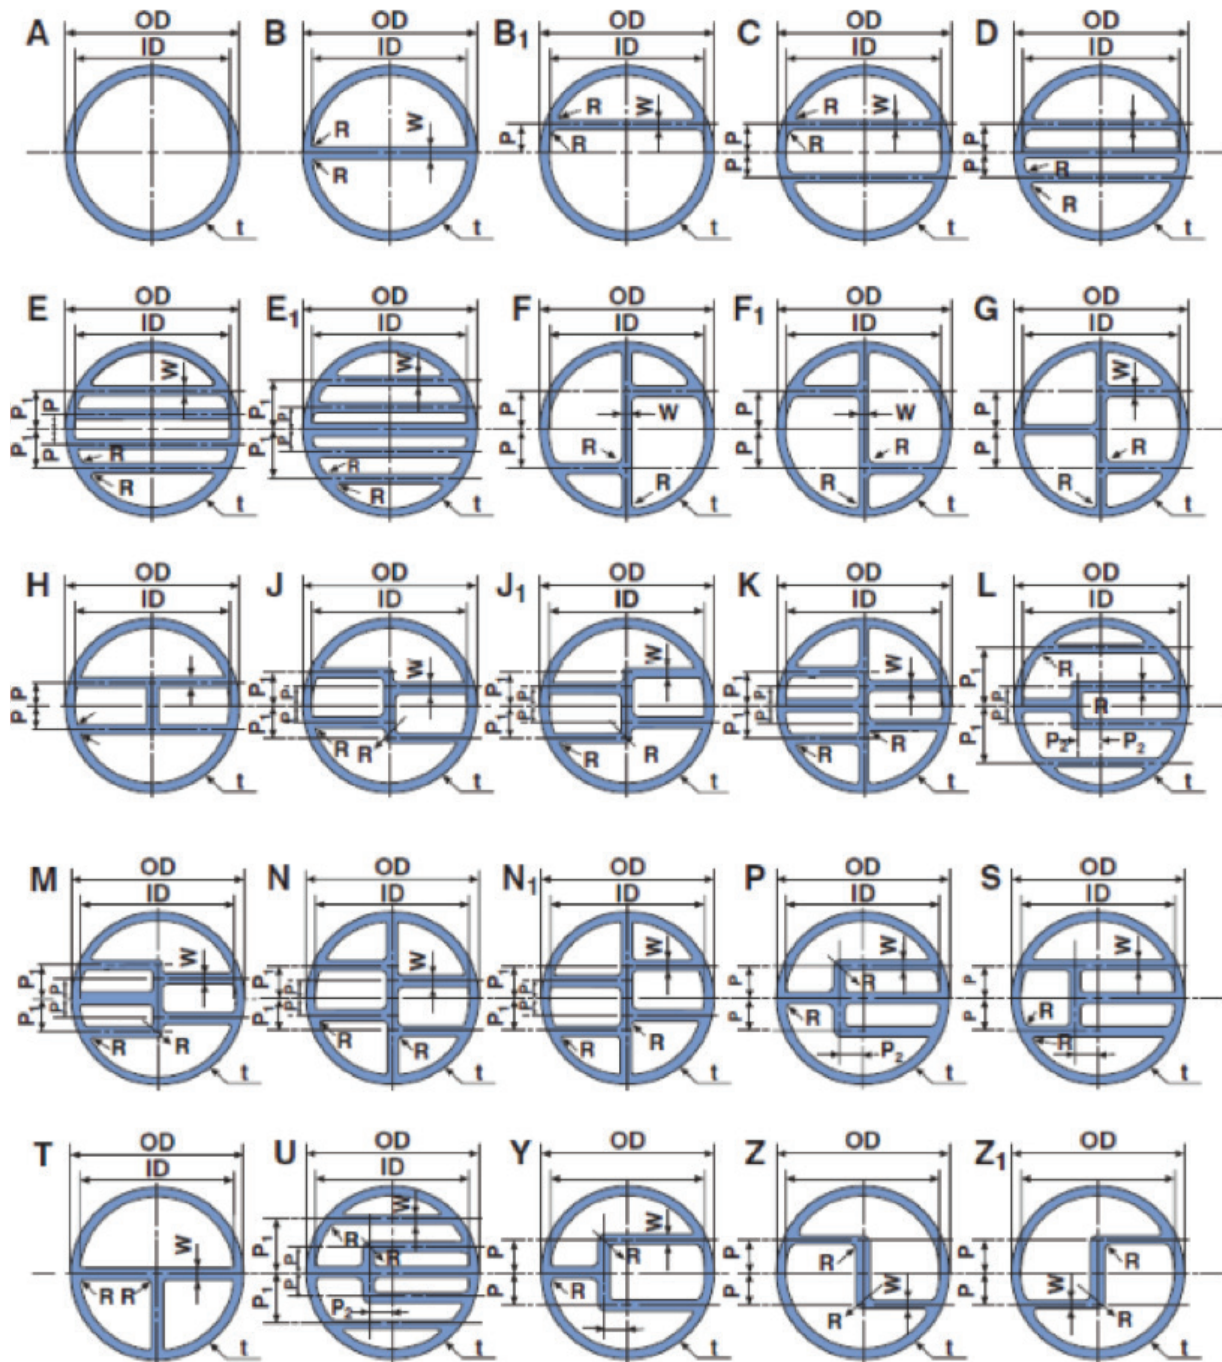 A OD B OD B1 OD C OD D OD
ID ID ID ID ID
R W R W R W R
R P R P R P P R P P R
t t t t t
E OD E1 OD F OD F1 OD G OD
ID ID ID ID ID
W W W
P1 P P1 P P W P W P
P1 P R P R P R P R
R R R R R
t t t t t
H OD J OD J1 OD K OD L OD
ID ID ID ID ID
P W P1 P W P1 P W P1 P1 R
P P1 P P1 P P1 P P P R
R R R R R R P1 P2 P2
t t t t t
M OD N OD N1 OD P OD S OD
ID ID ID ID ID
W W W W W
P1 P P1 P P1 P P R P
P1 P P1 P P1 P P R P R
R R R R R R P2 R
t t t t t
T OD U OD Y OD Z OD Z1 OD
ID ID
W P1 R W R P W R P R P R
R R P1 P P R P W P W
P2 R R
t t t t t